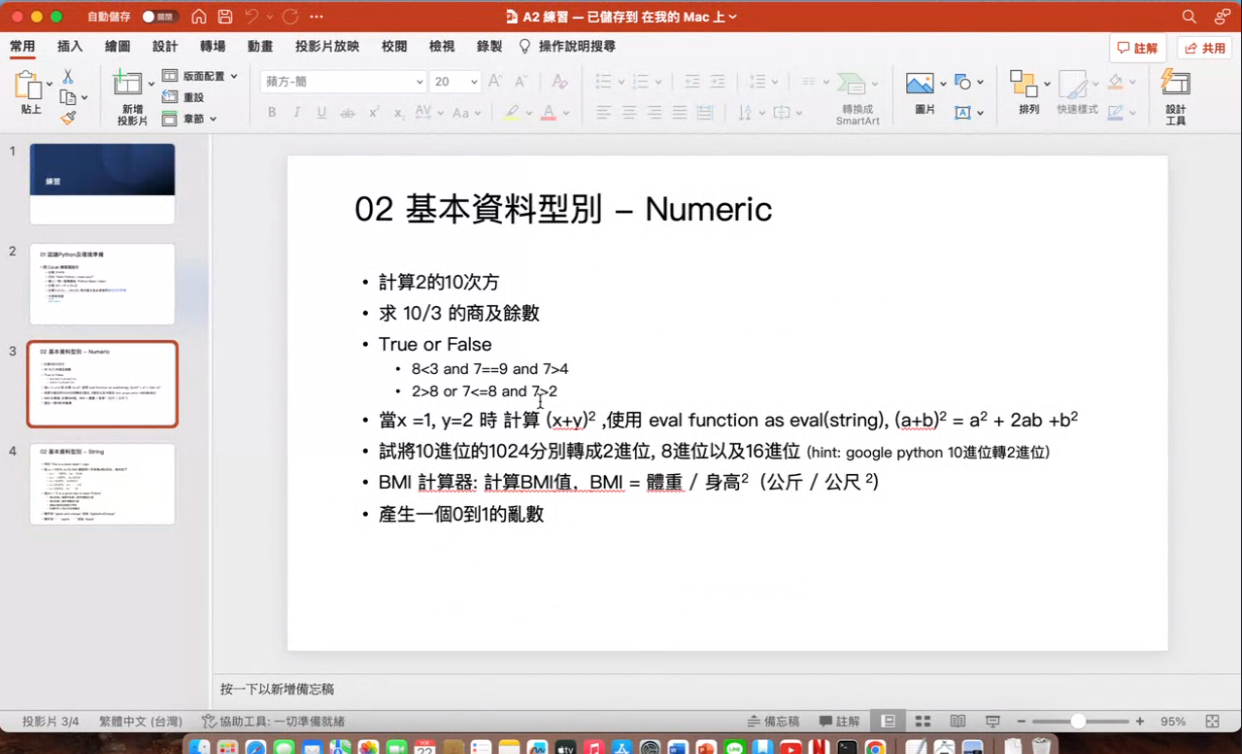 自動儲存
A2 練習 — 已儲存到 在我的 Mac 上
常用 插入 繪圖 設計 轉場 動畫 投影片放映 校閱 檢視 錄製 操作說明搜尋 註解 共用
貼上
新增
投影片
版面配置
重設
章節
蘋方-簡 20
轉換成
SmartArt
圖片
排列
快速樣式
設計
工具
1
練習
2
01 認識Python及環境準備
3
02 基本資料型別 – Numeric
4
02 基本資料型別 – String
02 基本資料型別 – Numeric
• 計算2的10次方
• 求 10/3 的商及餘數
• True or False
• 8<3 and 7==9 and 7>4
• 2>8 or 7<=8 and 7>2
• 當x =1, y=2 時 計算 (x+y)² ,使用 eval function as eval(string), (a+b)² = a² + 2ab +b²
• 試將10進位的1024分別轉成2進位, 8進位以及16進位 (hint: google python 10進位轉2進位)
• BMI 計算器: 計算BMI值，BMI = 體重 / 身高²（公斤 / 公尺 ²）
• 產生一個0到1的亂數
按一下以新增備忘稿
投影片 3/4 繁體中文 (台灣) 協助工具: 一切準備就緒 備忘稿 註解 95%